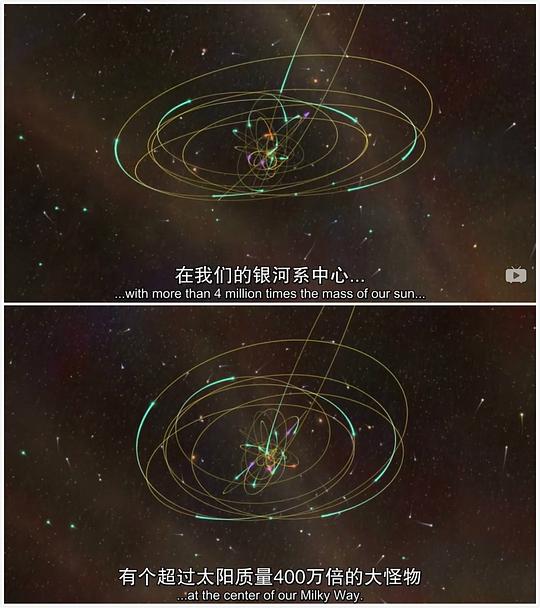 在我们的银河系中心...
...with more than 4 million times the mass of our sun...
有个超过太阳质量400万倍的大怪物
...at the center of our Milky Way.